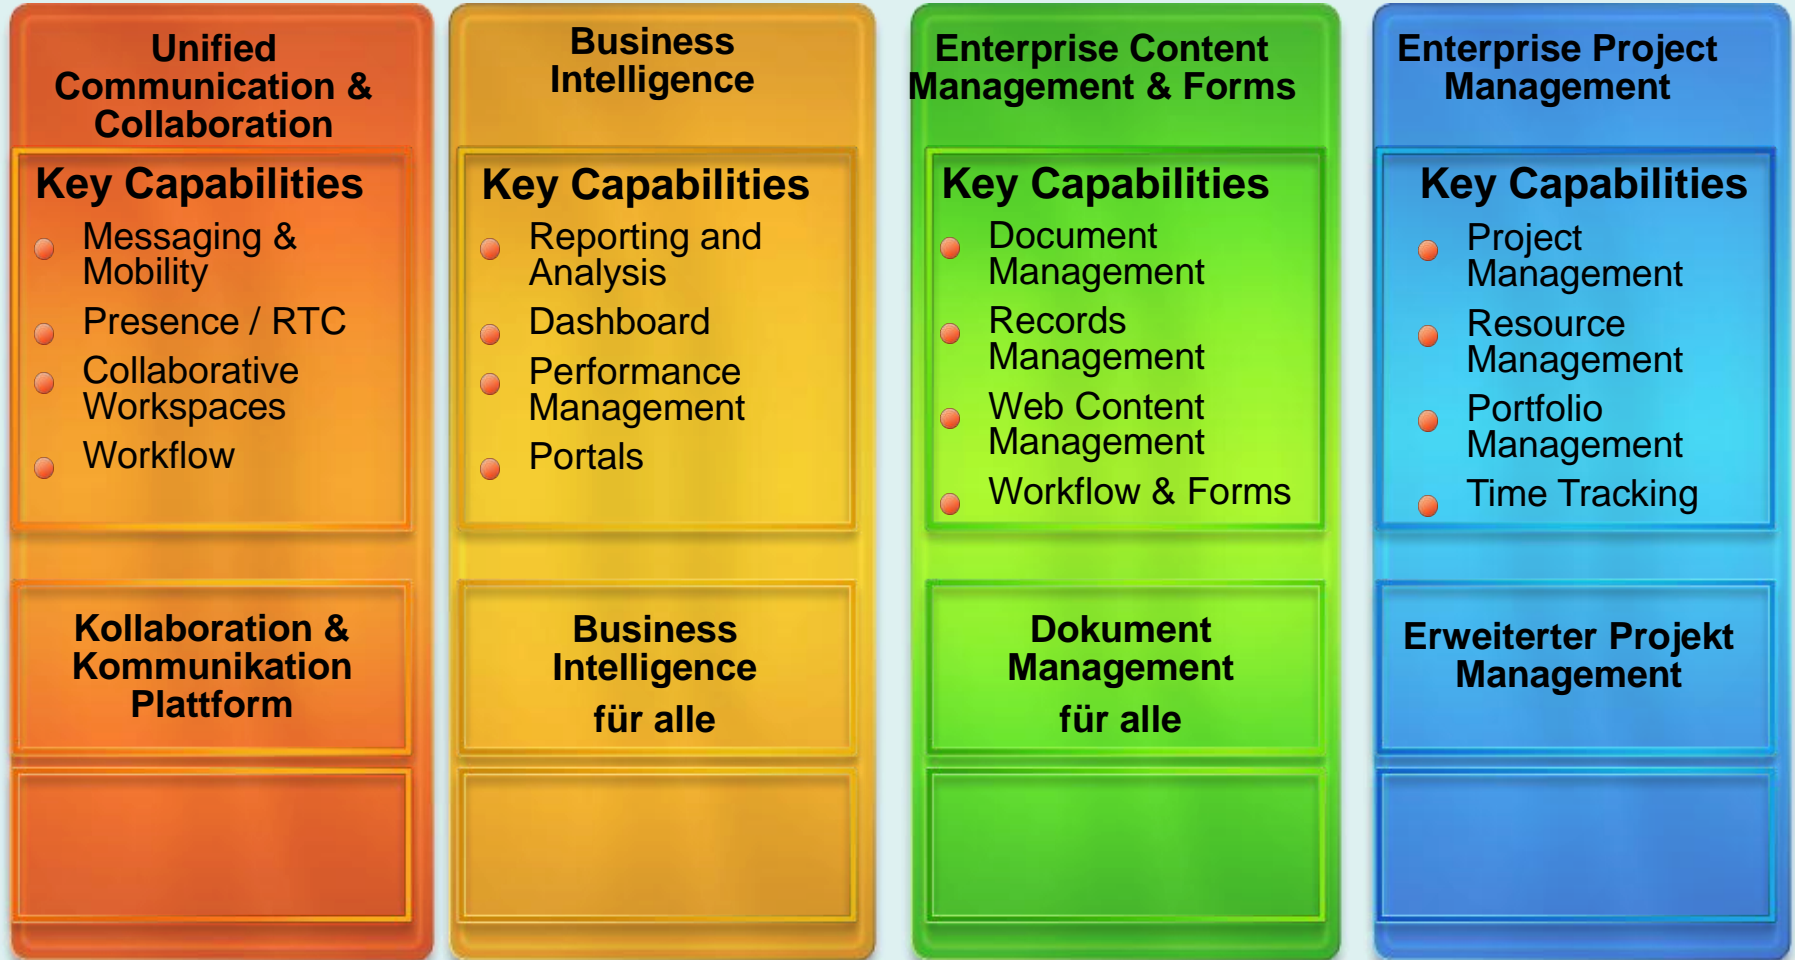 Unified
Communication &
Collaboration
Key Capabilities
Messaging &
Mobility
Presence / RTC
Collaborative
Workspaces
Workflow
Kollaboration &
Kommunikation
Plattform
Business
Intelligence
Key Capabilities
Reporting and
Analysis
Dashboard
Performance
Management
Portals
Business
Intelligence
für alle
Enterprise Content
Management & Forms
Key Capabilities
Document
Management
Records
Management
Web Content
Management
Workflow & Forms
Dokument
Management
für alle
Enterprise Project
Management
Key Capabilities
Project
Management
Resource
Management
Portfolio
Management
Time Tracking
Erweiterter Projekt
Management